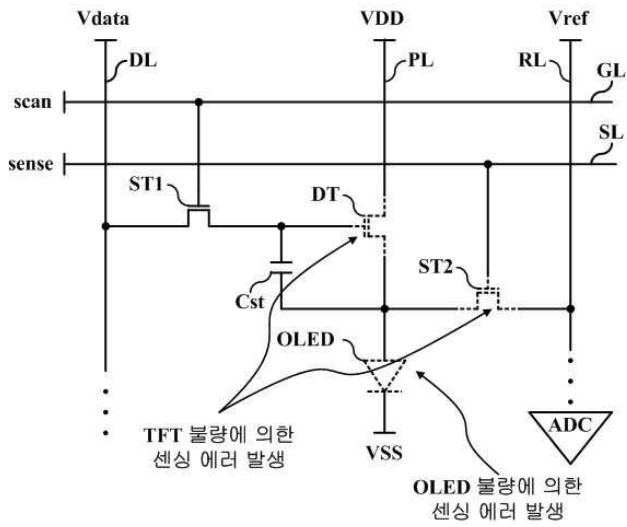 Vdata
VDD
Vref
DL
PL
RL
GL
scan
SL
sense
ST1
DT
ST2
Cst
OLED
TFT 불량에 의한
센싱 에러 발생
VSS
ADC
OLED 불량에 의한
센싱 에러 발생